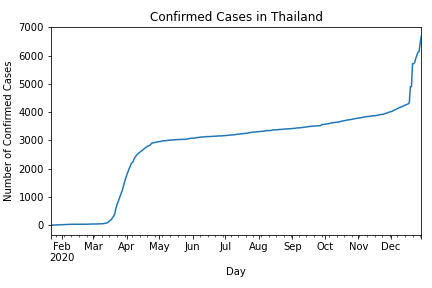 Confirmed Cases in Thailand
Number of Confirmed Cases
7000
6000
5000
4000
3000
2000
1000
0
Feb Mar Apr May Jun Jul Aug Sep Oct Nov Dec
2020
Day